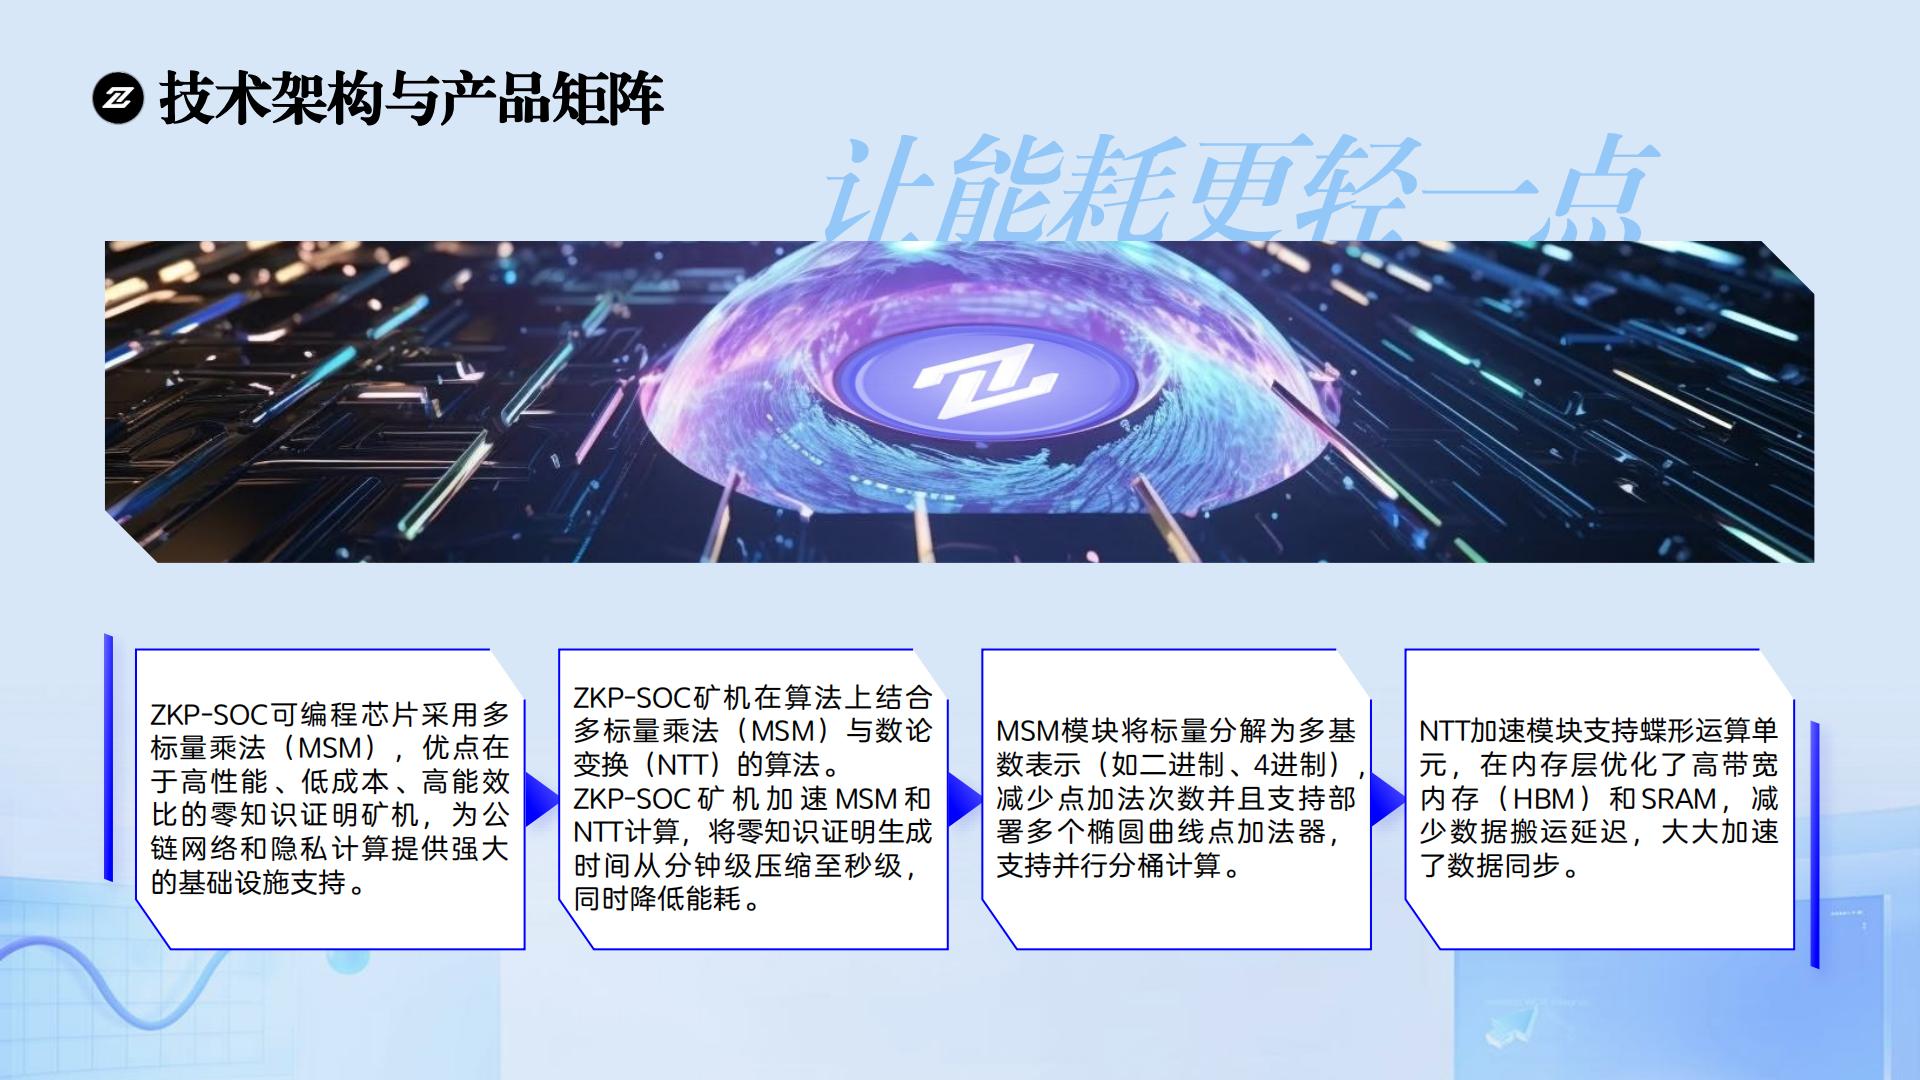 技术架构与产品矩阵
让能耗更轻一点
ZKP-SOC可编程芯片采用多
标量乘法（MSM），优点在
于高性能、低成本、高能效
比的零知识证明矿机，为公
链网络和隐私计算提供强大
的基础设施支持。
ZKP-SOC矿机在算法上结合
多标量乘法（MSM）与数论
变换（NTT）的算法。
ZKP-SOC矿机加速MSM和
NTT计算，将零知识证明生成
时间从分钟级压缩至秒级，
同时降低能耗。
MSM模块将标量分解为多基
数表示（如二进制、4进制），
减少点加法次数并且支持部
署多个椭圆曲线点加法器，
支持并行分桶计算。
NTT加速模块支持蝶形运算单
元，在内存层优化了高带宽
内存（HBM）和SRAM，减
少数据搬运延迟，大大加速
了数据同步。